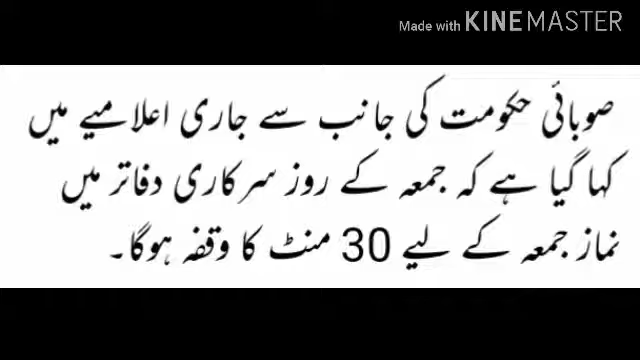 Made with KINEMASTER
صوبائی حکومت کی جانب سے جاری اعلامیے میں
کہا گیا ہے کہ جمعہ کے روز سرکاری دفاتر میں
نماز جمعہ کے لیے 30 منٹ کا وقفہ ہوگا۔